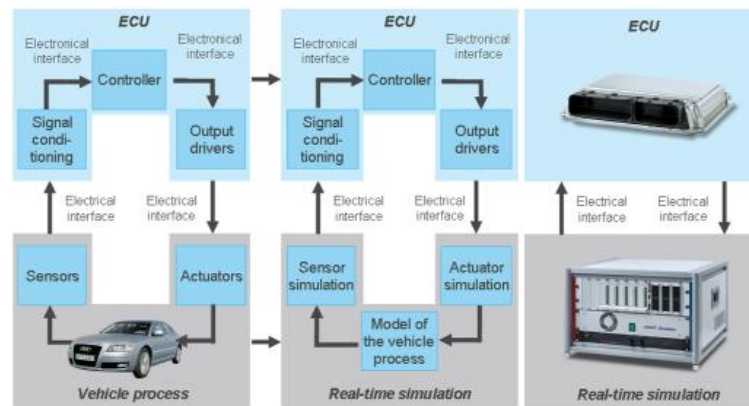 ECU
Electronical
interface
Electronical
interface
Controller
Signal
condi-
tioning
Output
drivers
Electrical
interface
Electrical
interface
Sensors
Actuators
Vehicle process
ECU
Electronical
interface
Electronical
interface
Controller
Signal
condi-
tioning
Output
drivers
Electrical
interface
Electrical
interface
Sensor
simulation
Actuator
simulation
Model of
the vehicle
process
Real-time simulation
ECU
Electrical
interface
Electrical
interface
Real-time simulation